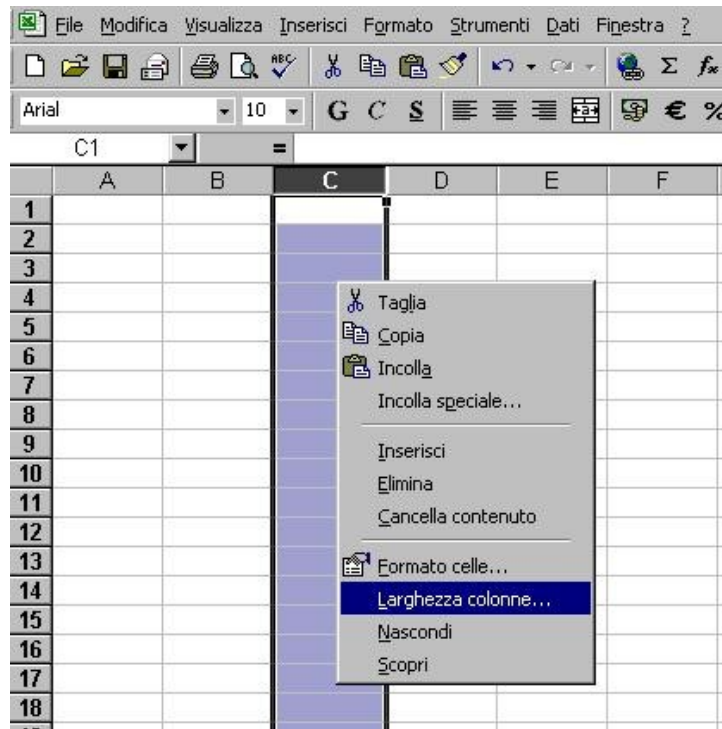 File Modifica Visualizza Inserisci Formato Strumenti Dati Finestra ?
ABC Σ fx
Arial 10 G C S a € %
C1 =
A B C D E F
1
2
3
4
5
6
7
8
9
10
11
12
13
14
15
16
17
18
Taglia
Copia
Incolla
Incolla speciale...
Inserisci
Elimina
Cancella contenuto
Formato celle...
Larghezza colonne...
Nascondi
Scopri